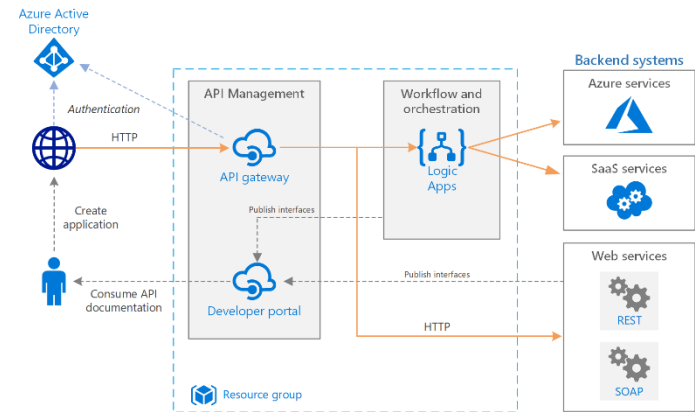 Azure Active
Directory
Authentication
HTTP
Create
application
Consume API
documentation
API Management
API gateway
Publish interfaces
Developer portal
Resource group
Workflow and
orchestration
Logic
Apps
Publish interfaces
HTTP
Backend systems
Azure services
SaaS services
Web services
REST
SOAP